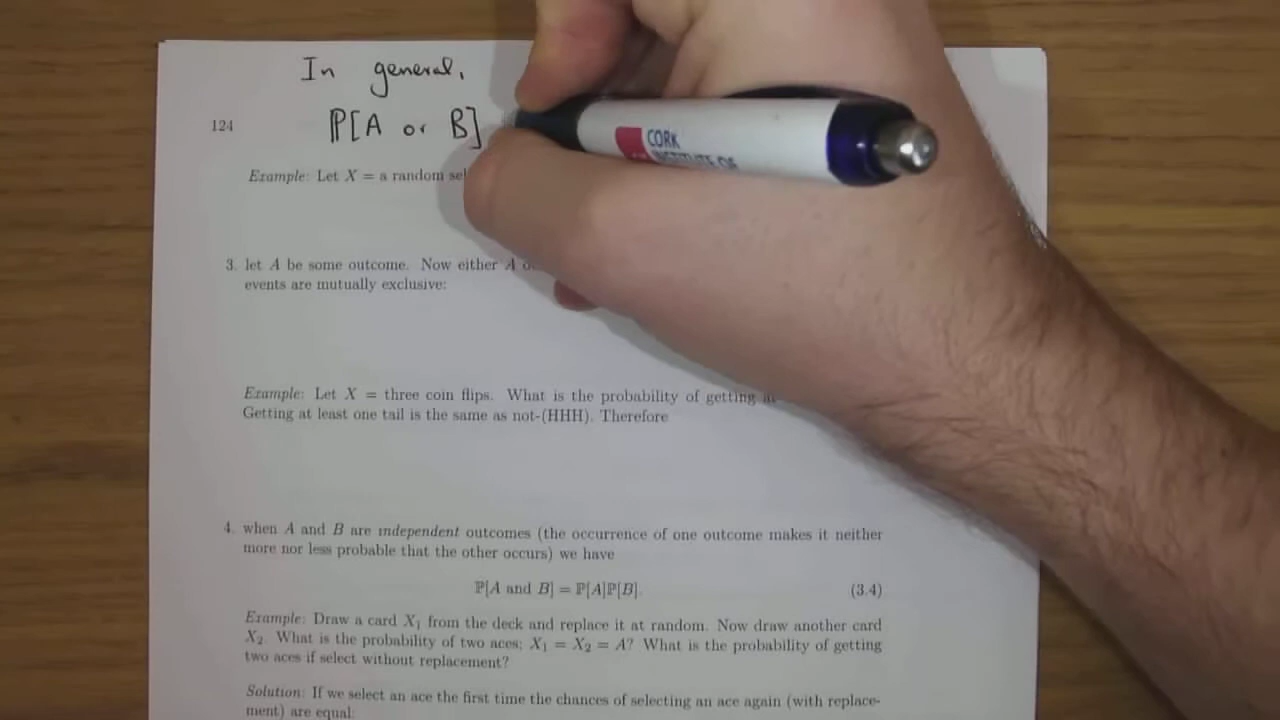 In general,
124
ℙ[A or B]
CORK
INSTITUTE OF
Example: Let X = a random
3. let A be some outcome. Now either A
events are mutually exclusive:
Example: Let X = three coin flips. What is the probability of getting
Getting at least one tail is the same as not-(HHH). Therefore
4. when A and B are independent outcomes (the occurrence of one outcome makes it neither
more nor less probable that the other occurs) we have
ℙ[A and B] = ℙ[A]ℙ[B]. (3.4)
Example: Draw a card X₁ from the deck and replace it at random. Now draw another card
X₂. What is the probability of two aces; X₁ = X₂ = A? What is the probability of getting
two aces if select without replacement?
Solution: If we select an ace the first time the chances of selecting an ace again (with replace-
ment) are equal: